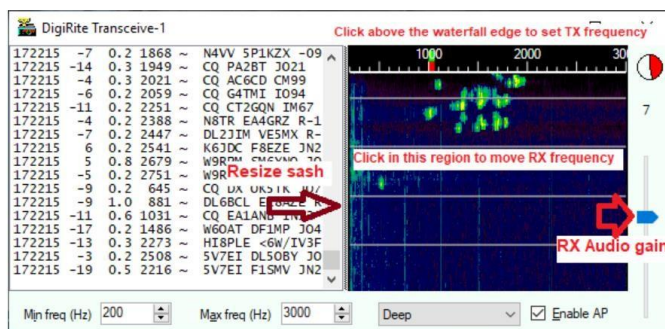 DigiRite Transceive-1
Click above the waterfall edge to set TX frequency
172215 -7 0.2 1868 ~ N4VV 5P1KZX -09
172215 -14 0.3 1949 ~ CQ PA2BT JO21
172215 -4 0.3 2021 ~ CQ AC6CD CM99
172215 -6 0.2 2059 ~ CQ G4TMI IO94
172215 -11 0.2 2251 ~ CQ CT2GQN IM67
172215 -4 0.2 2388 ~ N8TR EA4GRZ R-1
172215 -7 0.2 2447 ~ DL2JIM VE5MX R-
172215 6 0.2 2541 ~ K6JDC F8EZE JN2
172215 5 0.8 2679 ~
172215 -5 0.2 2751 ~
172215 -9 0.2 645 ~ CQ DX
172215 -9 1.0 881 ~ DL6BCL
172215 -11 0.6 1031 ~ CQ
172215 -17 0.2 1486 ~ W6OAT DF1MP JO4
172215 -13 0.3 2273 ~ HI8PLE <6W/IV3F
172215 -3 0.2 2508 ~ 5V7EI DL5OBY JO
172215 -19 0.5 2216 ~ 5V7EI F1SMV JN2
Resize sash
1000 2000 300
7
Click in this region to move RX frequency
RX Audio gain
Min freq (Hz) 200 Max freq (Hz) 3000 Deep Enable AP